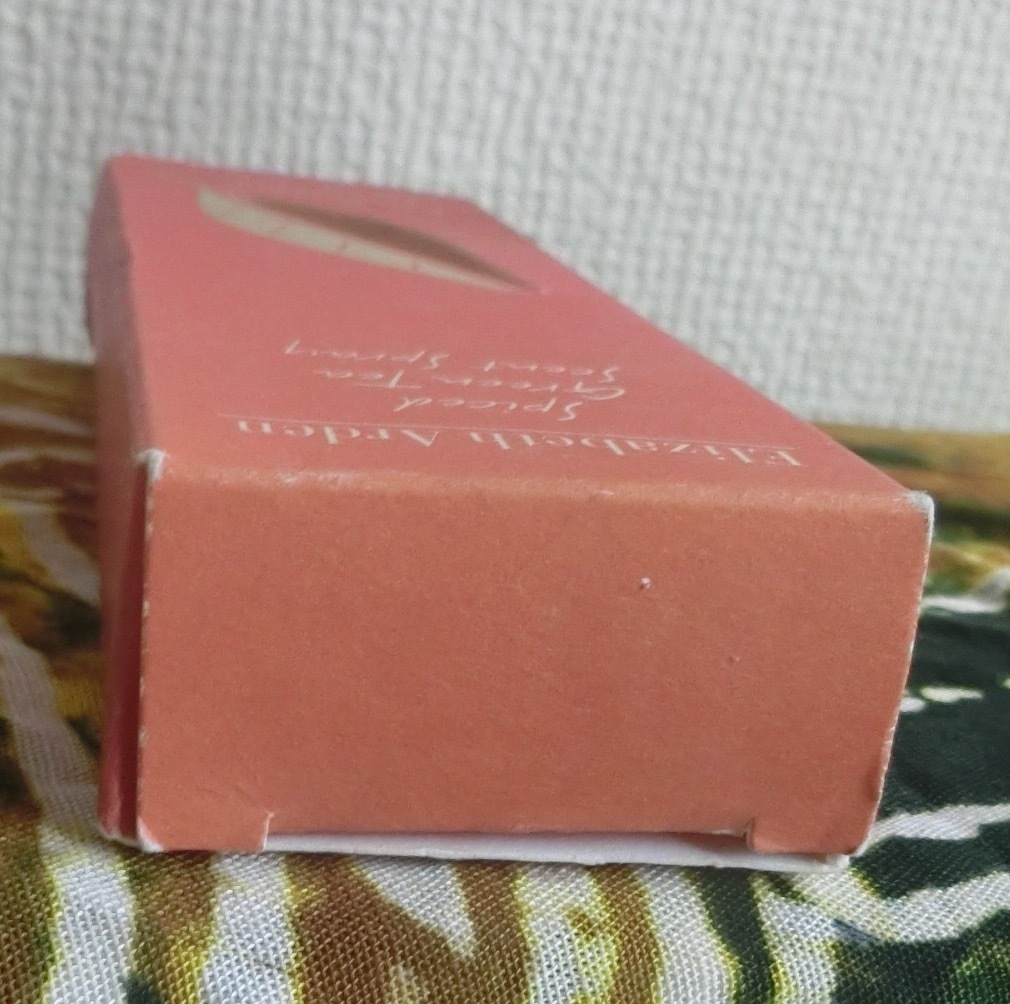 Elizabeth Arden
Spiced
Green Tea
Scent Spray